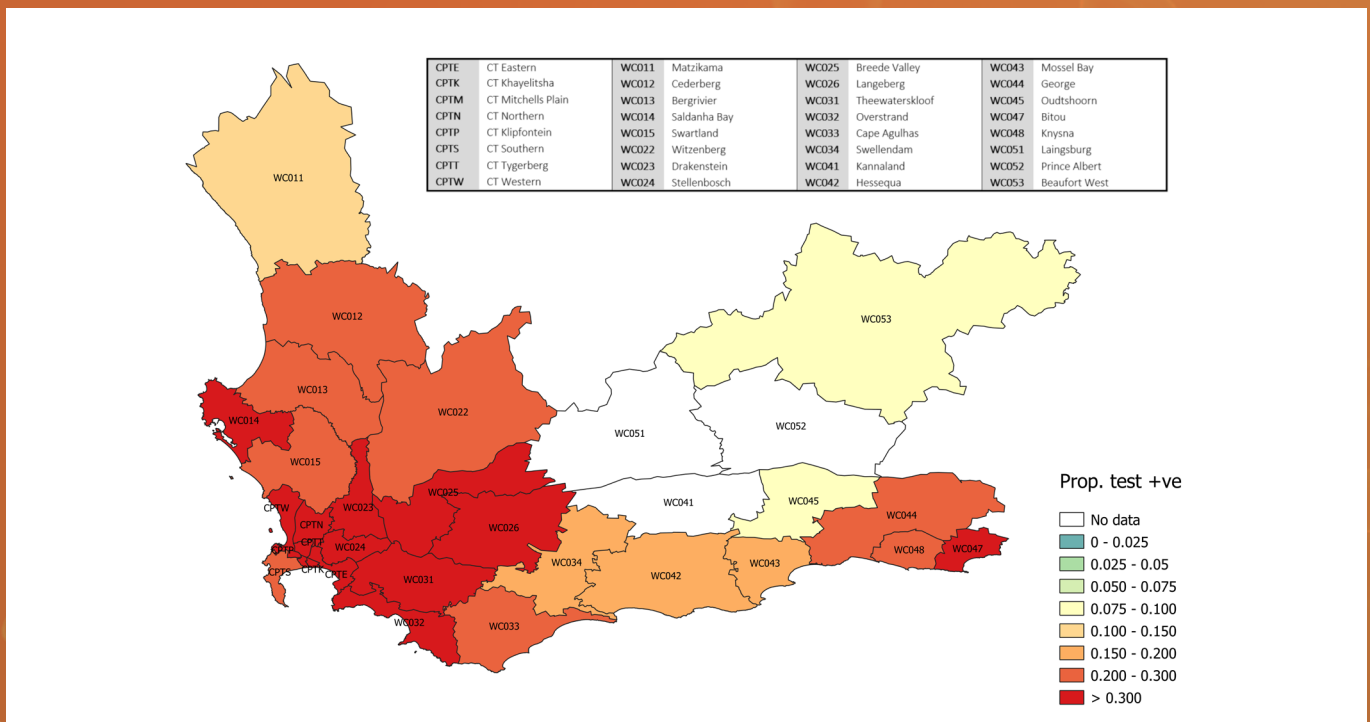 CPTE CT Eastern WC011 Matzikama WC025 Breede Valley WC043 Mossel Bay
CPTK CT Khayelitsha WC012 Cederberg WC026 Langeberg WC044 George
CPTM CT Mitchells Plain WC013 Bergrivier WC031 Theewaterskloof WC045 Oudtshoorn
CPTN CT Northern WC014 Saldanha Bay WC032 Overstrand WC047 Bitou
CPTP CT Klipfontein WC015 Swartland WC033 Cape Agulhas WC048 Knysna
CPTS CT Southern WC022 Witzenberg WC034 Swellendam WC051 Laingsburg
CPTT CT Tygerberg WC023 Drakenstein WC041 Kannaland WC052 Prince Albert
CPTW CT Western WC024 Stellenbosch WC042 Hessequa WC053 Beaufort West
WC011
WC012
WC053
WC013
WC022
WC014
WC052
WC051
WC015
WC025
WC045
WC041
CPTW
WC023
WC044
CPTN
WC026
CPTT
WC024
CPTP
WC048
WC047
WC034
WC043
CPTK
CPTS
CPTE
WC031
WC042
WC032
WC033
Prop. test +ve
No data
0 - 0.025
0.025 - 0.05
0.050 - 0.075
0.075 - 0.100
0.100 - 0.150
0.150 - 0.200
0.200 - 0.300
> 0.300